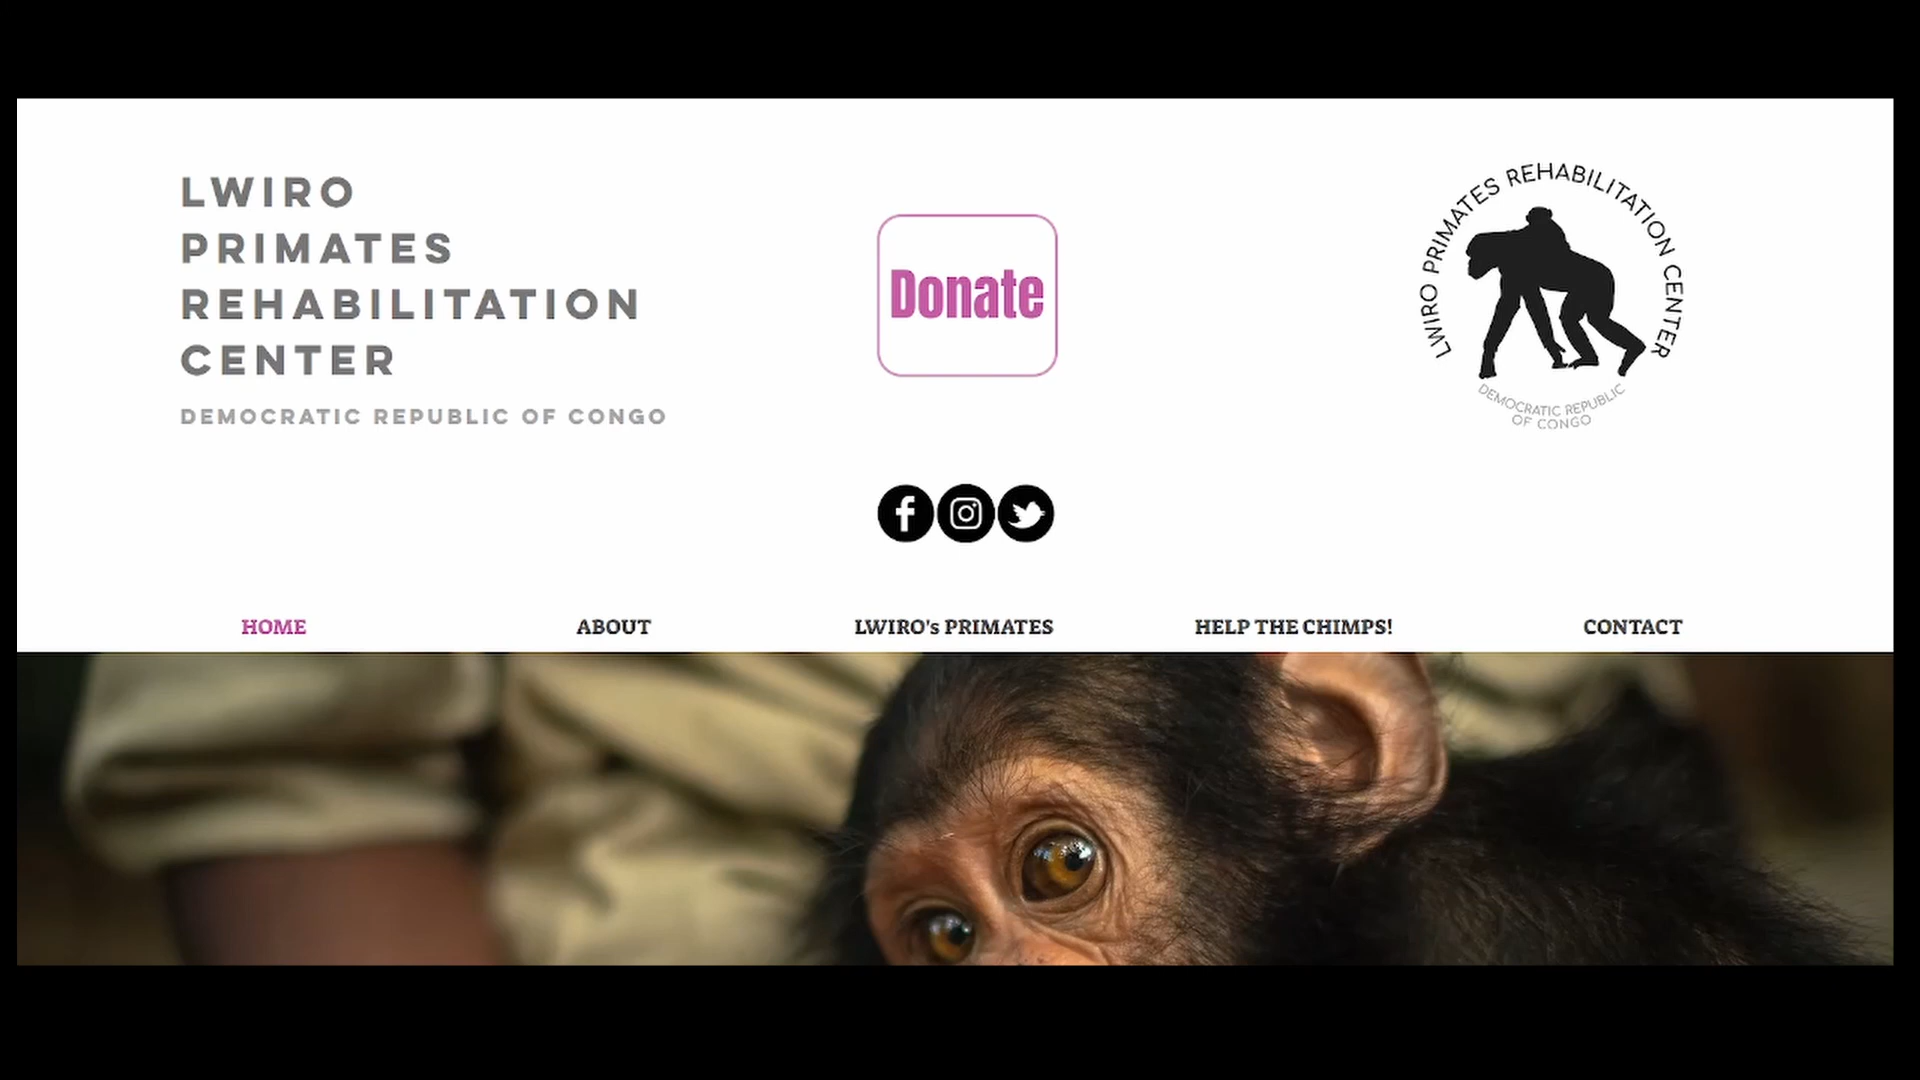 LWIRO
PRIMATES
REHABILITATION
CENTER
DEMOCRATIC REPUBLIC OF CONGO
Donate
LWIRO PRIMATES REHABILITATION CENTER
DEMOCRATIC REPUBLIC
OF CONGO
HOME ABOUT LWIRO's PRIMATES HELP THE CHIMPS! CONTACT